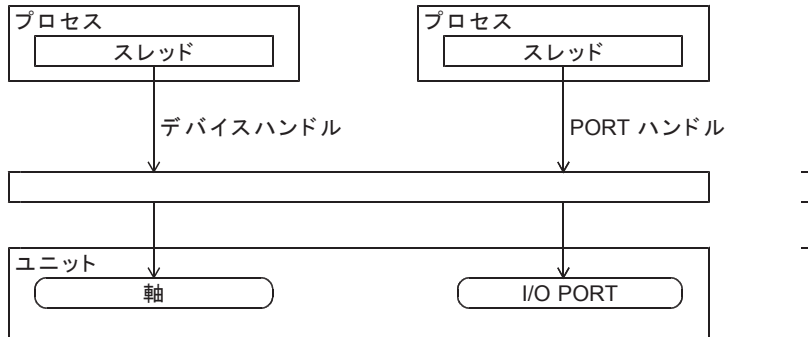 プロセス
プロセス
スレッド
スレッド
デバイスハンドル
PORT ハンドル
ユニット
軸
I/O PORT